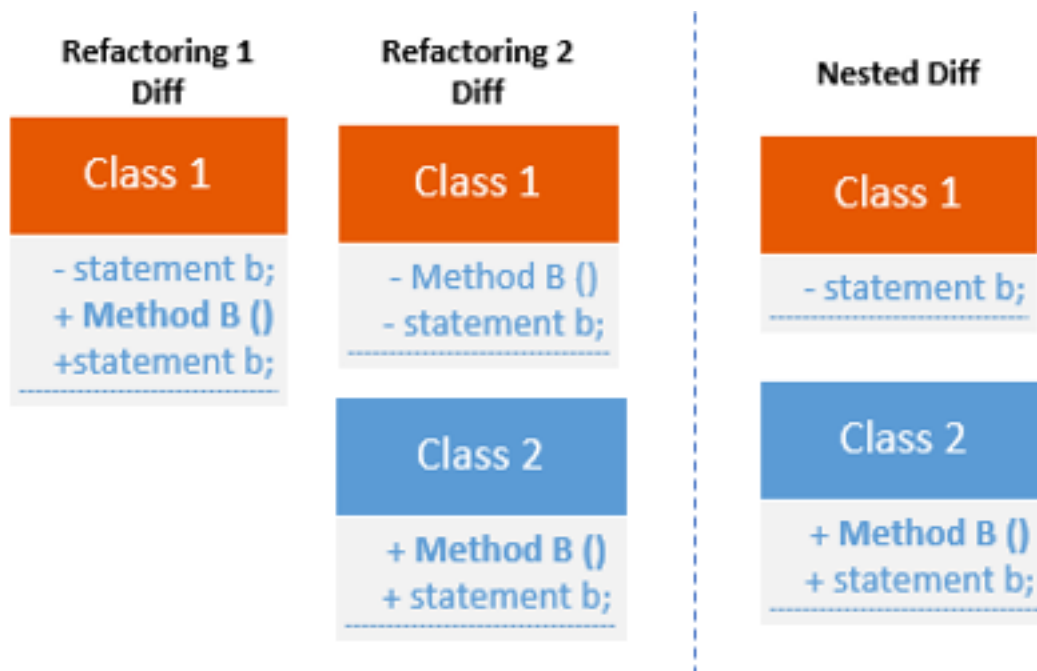 Refactoring 1
Diff
Class 1
- statement b;
+ Method B ()
+statement b;
Refactoring 2
Diff
Class 1
- Method B ()
- statement b;
Class 2
+ Method B ()
+ statement b;
Nested Diff
Class 1
- statement b;
Class 2
+ Method B ()
+ statement b;